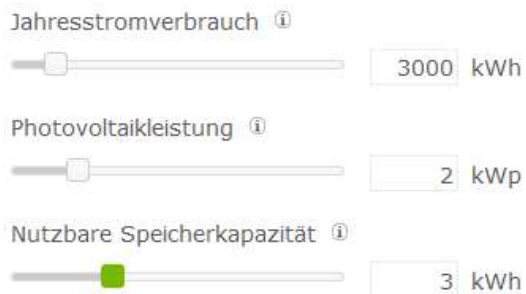 Jahresstromverbrauch ⓘ
3000 kWh
Photovoltaikleistung ⓘ
2 kWp
Nutzbare Speicherkapazität ⓘ
3 kWh